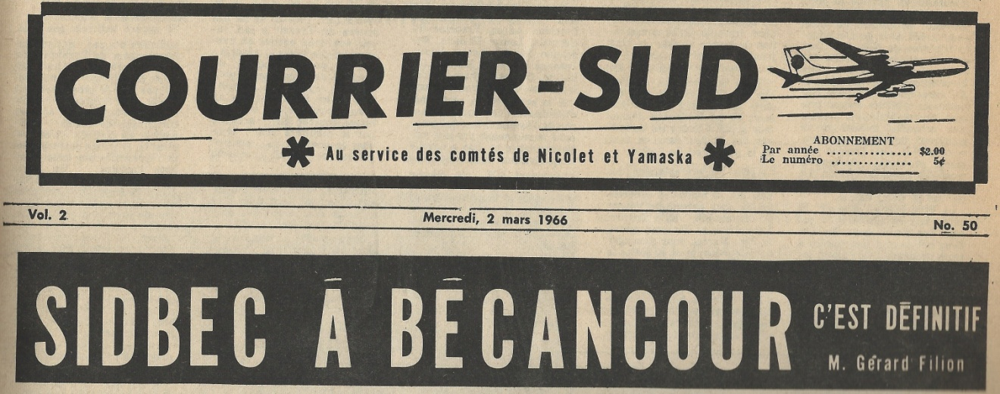 COURRIER-SUD
* Au service des comtés de Nicolet et Yamaska *
ABONNEMENT
Par année ................ $2.00
Le numéro ............... 5¢
Vol. 2
Mercredi, 2 mars 1966
No. 50
SIDBEC À BÉCANCOUR
C'EST DÉFINITIF
M. Gérard Filion